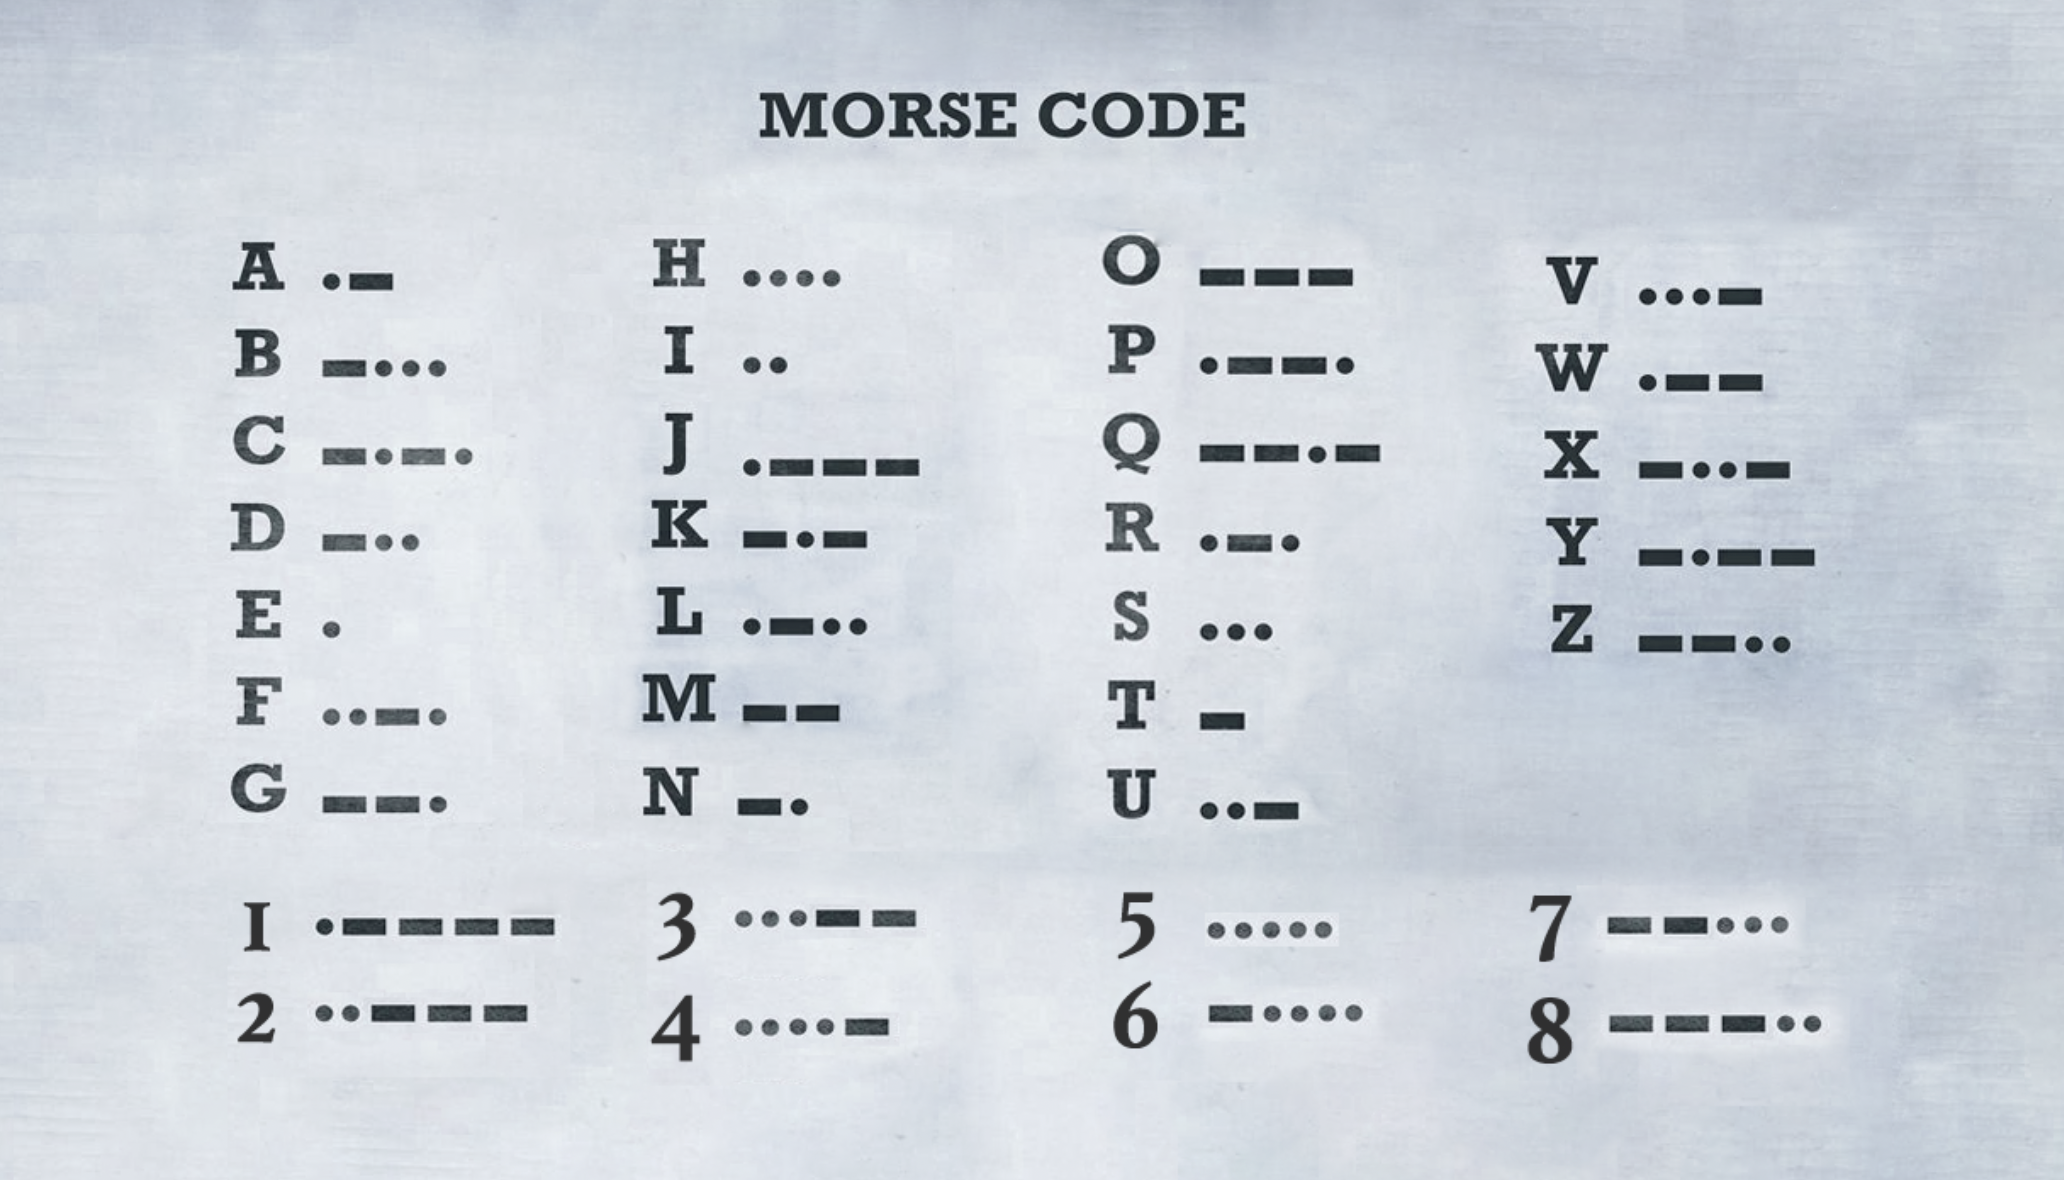 MORSE CODE
A .-
B -...
C -.-.
D -..
E .
F ..-.
G --.
H ....
I ..
J .---
K -.-
L .-..
M --
N -.
O ---
P .--.
Q --.-
R .-.
S ...
T -
U ..-
V ...-
W .--
X -..-
Y -.--
Z --..
I .----
2 ..---
3 ...--
4 ....-
5 .....
6 -....
7 --...
8 ---..